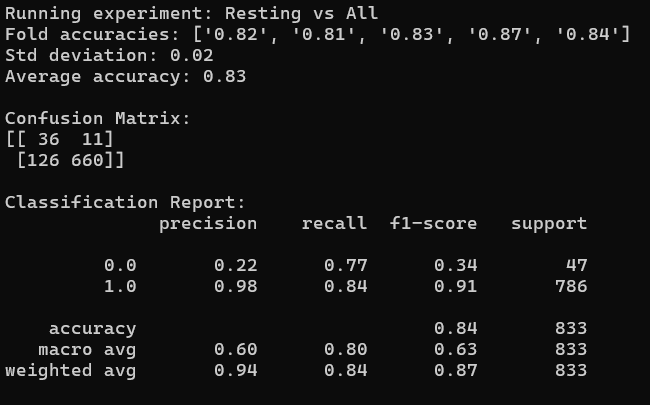 Running experiment: Resting vs All
Fold accuracies: ['0.82', '0.81', '0.83', '0.87', '0.84']
Std deviation: 0.02
Average accuracy: 0.83

Confusion Matrix:
[[ 36  11]
 [126 660]]

Classification Report:
              precision    recall  f1-score   support

         0.0       0.22      0.77      0.34        47
         1.0       0.98      0.84      0.91       786

    accuracy                           0.84       833
   macro avg       0.60      0.80      0.63       833
weighted avg       0.94      0.84      0.87       833